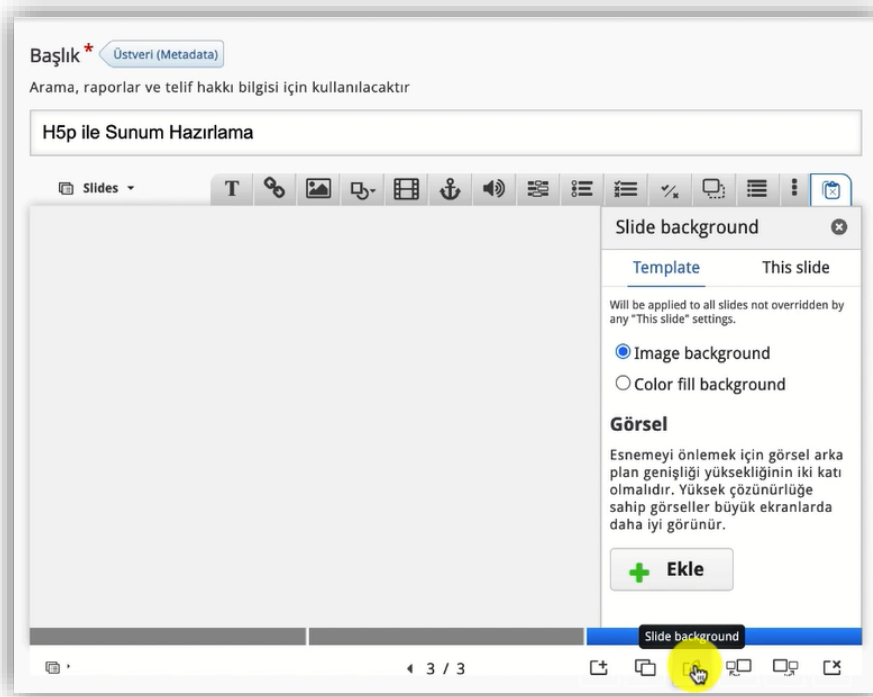 Başlık *
Üstveri (Metadata)
Arama, raporlar ve telif hakkı bilgisi için kullanılacaktır
H5p ile Sunum Hazırlama
Slides
T
Slide background
Template
This slide
Will be applied to all slides not overridden by
any "This slide" settings.
Image background
Color fill background
Görsel
Esnemeyi önlemek için görsel arka
plan genişliği yüksekliğinin iki katı
olmalıdır. Yüksek çözünürlüğe
sahip görseller büyük ekranlarda
daha iyi görünür.
Ekle
Slide background
3 / 3